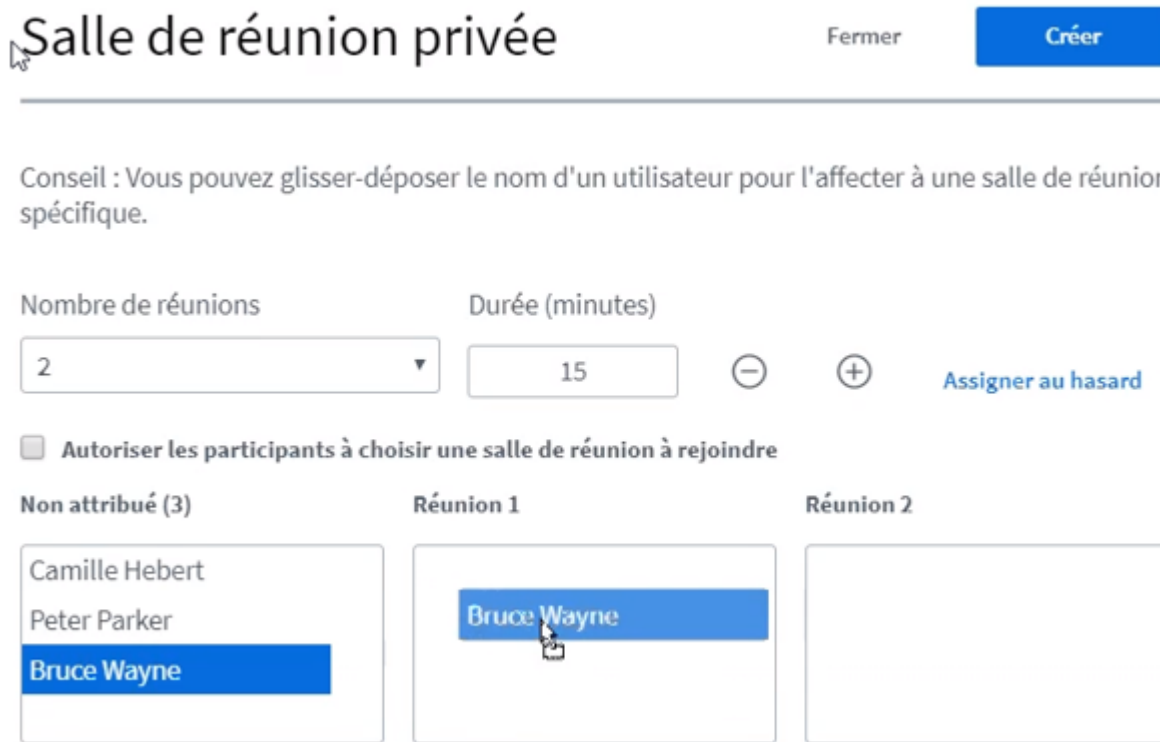 Salle de réunion privée
Fermer
Créer
Conseil : Vous pouvez glisser-déposer le nom d'un utilisateur pour l'affecter à une salle de réunion
spécifique.
Nombre de réunions
Durée (minutes)
2
15
Assigner au hasard
Autoriser les participants à choisir une salle de réunion à rejoindre
Non attribué (3)
Réunion 1
Réunion 2
Camille Hebert
Peter Parker
Bruce Wayne
Bruce Wayne